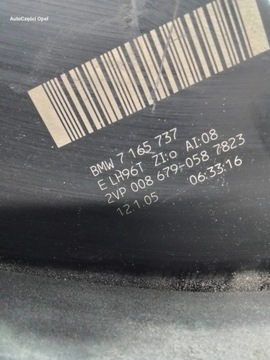 AutoCzęści Opel
BMW 7 165 737
E LH96T ZI:0 AI:08
2VP 008 679-058 7823
12.1.05 06:33:16